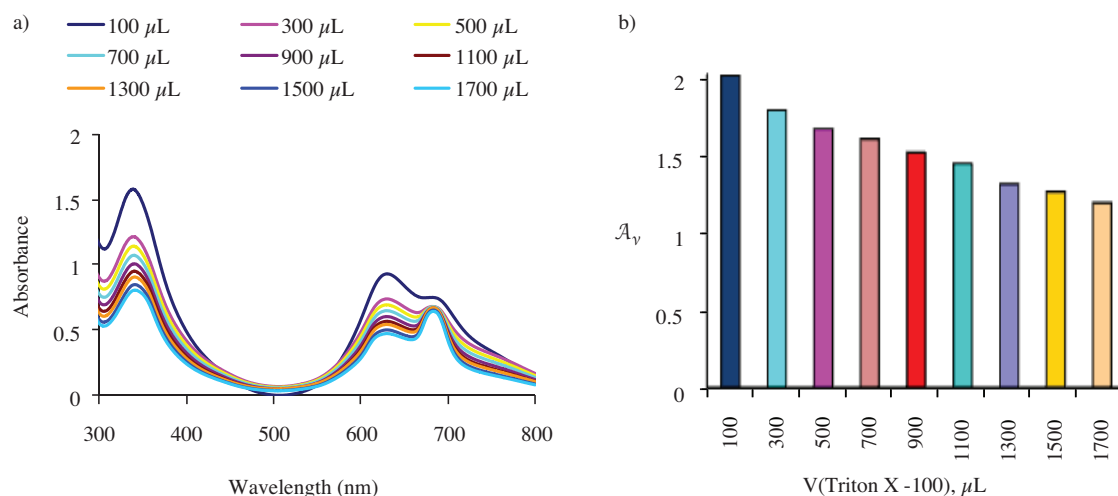 a)
100 µL 300 µL 500 µL
700 µL 900 µL 1100 µL
1300 µL 1500 µL 1700 µL
2
1.5
1
0.5
0
Absorbance
300 400 500 600 700 800
Wavelength (nm)
b)
2
1.5
1
0.5
0
𝒜ᵥ
100 300 500 700 900 1100 1300 1500 1700
V(Triton X -100), µL